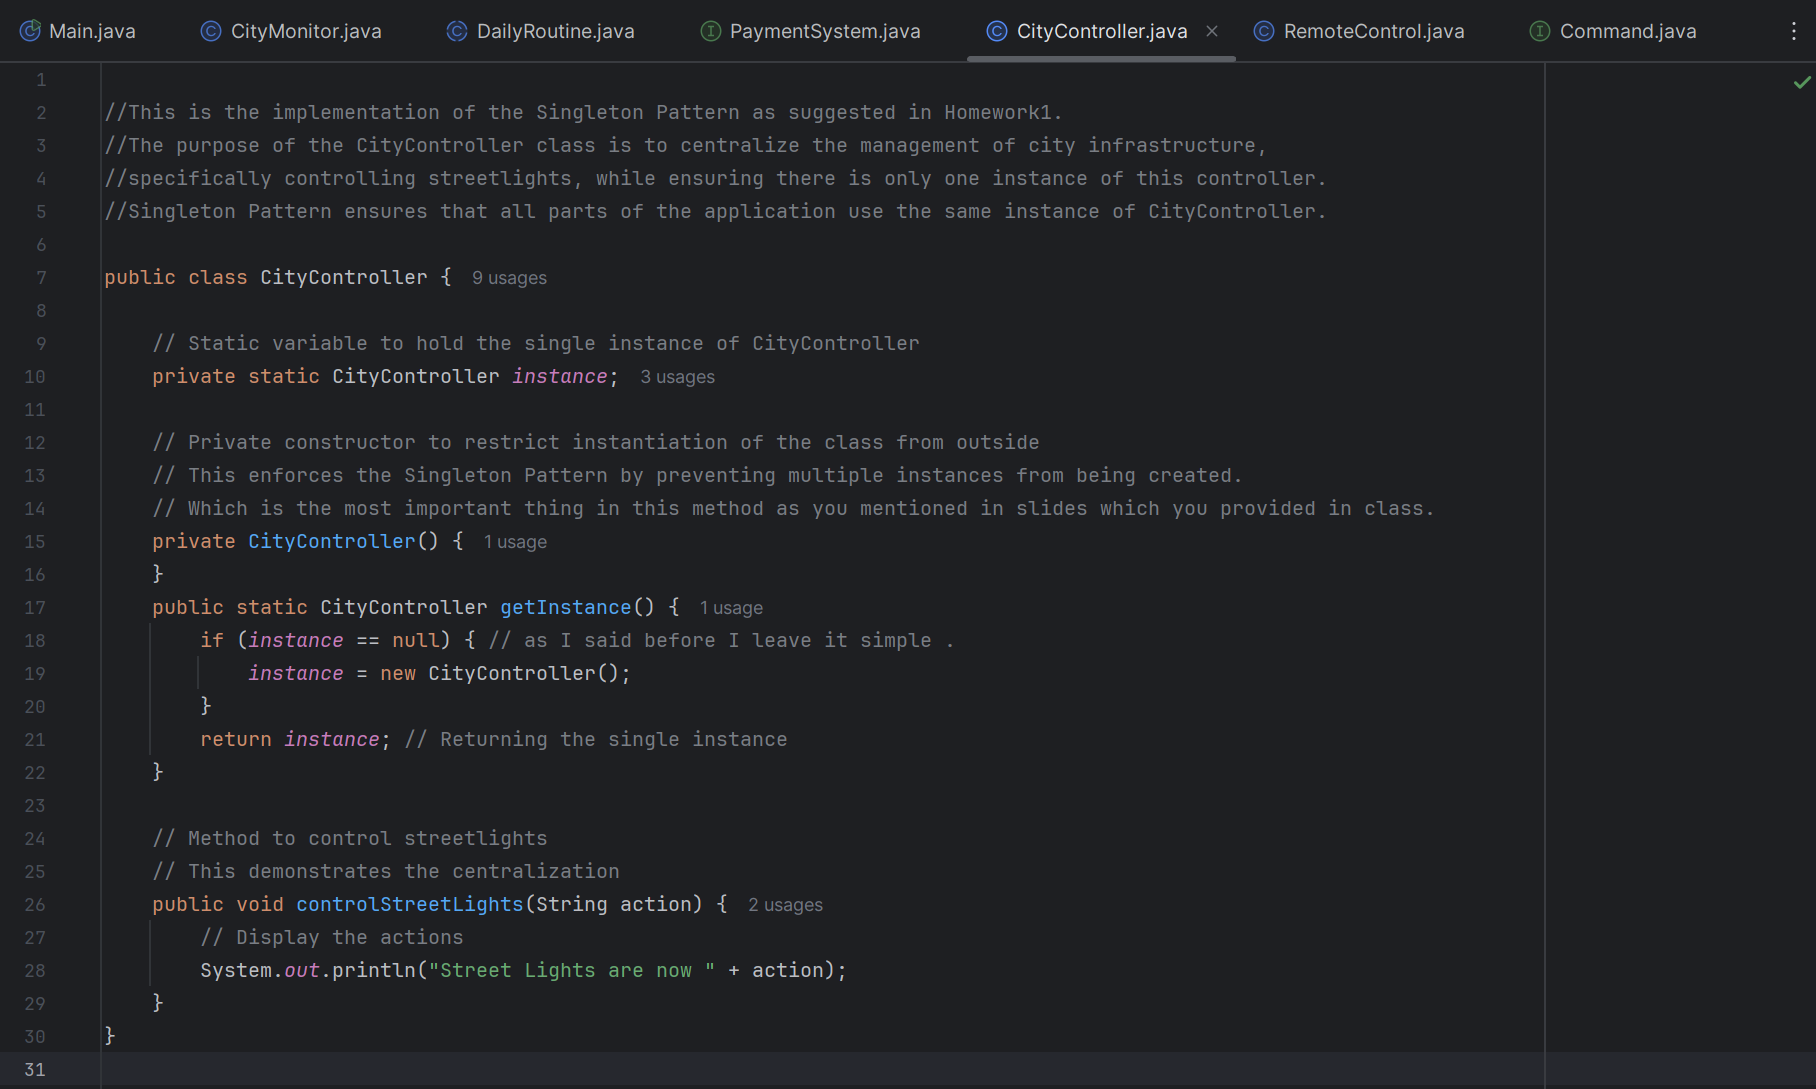 Main.java CityMonitor.java DailyRoutine.java PaymentSystem.java CityController.java RemoteControl.java Command.java
1
2 //This is the implementation of the Singleton Pattern as suggested in Homework1.
3 //The purpose of the CityController class is to centralize the management of city infrastructure,
4 //specifically controlling streetlights, while ensuring there is only one instance of this controller.
5 //Singleton Pattern ensures that all parts of the application use the same instance of CityController.
6
7 public class CityController { 9 usages
8
9 // Static variable to hold the single instance of CityController
10 private static CityController instance; 3 usages
11
12 // Private constructor to restrict instantiation of the class from outside
13 // This enforces the Singleton Pattern by preventing multiple instances from being created.
14 // Which is the most important thing in this method as you mentioned in slides which you provided in class.
15 private CityController() { 1 usage
16 }
17 public static CityController getInstance() { 1 usage
18 if (instance == null) { // as I said before I leave it simple .
19 instance = new CityController();
20 }
21 return instance; // Returning the single instance
22 }
23
24 // Method to control streetlights
25 // This demonstrates the centralization
26 public void controlStreetLights(String action) { 2 usages
27 // Display the actions
28 System.out.println("Street Lights are now " + action);
29 }
30 }
31